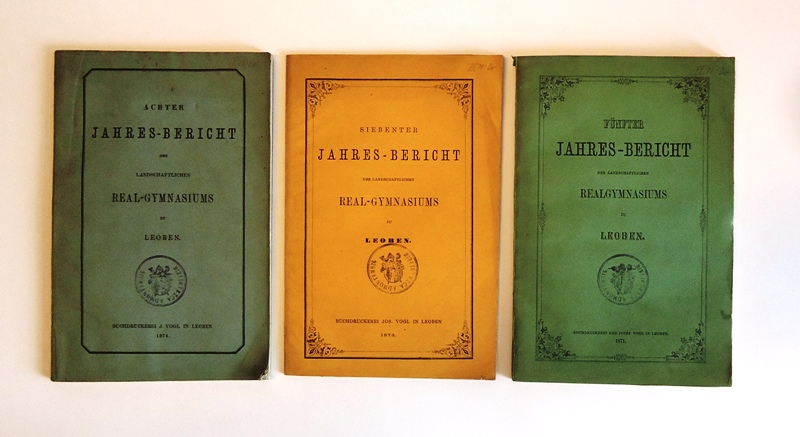 ACHTER
JAHRES-BERICHT
DES
LANDSCHAFTLICHEN
REAL-GYMNASIUMS
ZU
LEOBEN.
BUCHDRUCKEREI J. VOGL IN LEOBEN
1874.
SIEBENTER
JAHRES-BERICHT
DES LANDSCHAFTLICHEN
REAL-GYMNASIUMS
ZU
LEOBEN.
BUCHDRUCKEREI JOS. VOGL IN LEOBEN
FÜNFTER
JAHRES-BERICHT
DES LANDSCHAFTLICHEN
REALGYMNASIUMS
ZU
LEOBEN.
BUCHDRUCKEREI DES JOSEF VOGL IN LEOBEN
1871.